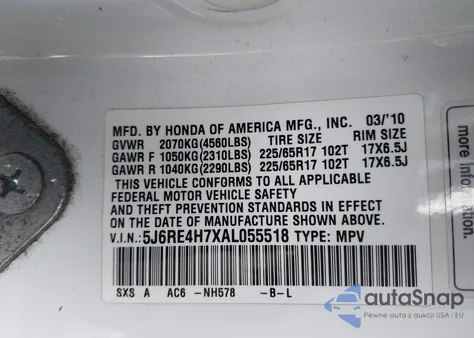 MFD. BY HONDA OF AMERICA MFG., INC. 03/'10
GVWR 2070KG(4560LBS) TIRE SIZE RIM SIZE
GAWR F 1050KG(2310LBS) 225/65R17 102T 17X6.5J
GAWR R 1040KG(2290LBS) 225/65R17 102T 17X6.5J
THIS VEHICLE CONFORMS TO ALL APPLICABLE
FEDERAL MOTOR VEHICLE SAFETY AND
THEFT PREVENTION STANDARDS IN EFFECT
ON THE DATE OF MANUFACTURE SHOWN ABOVE.
V.I.N.: 5J6RE4H7XAL055518 TYPE: MPV
SXS A AC6 -NH578 -B-L
more information
autoSnap
Pewne auta z USA i EU